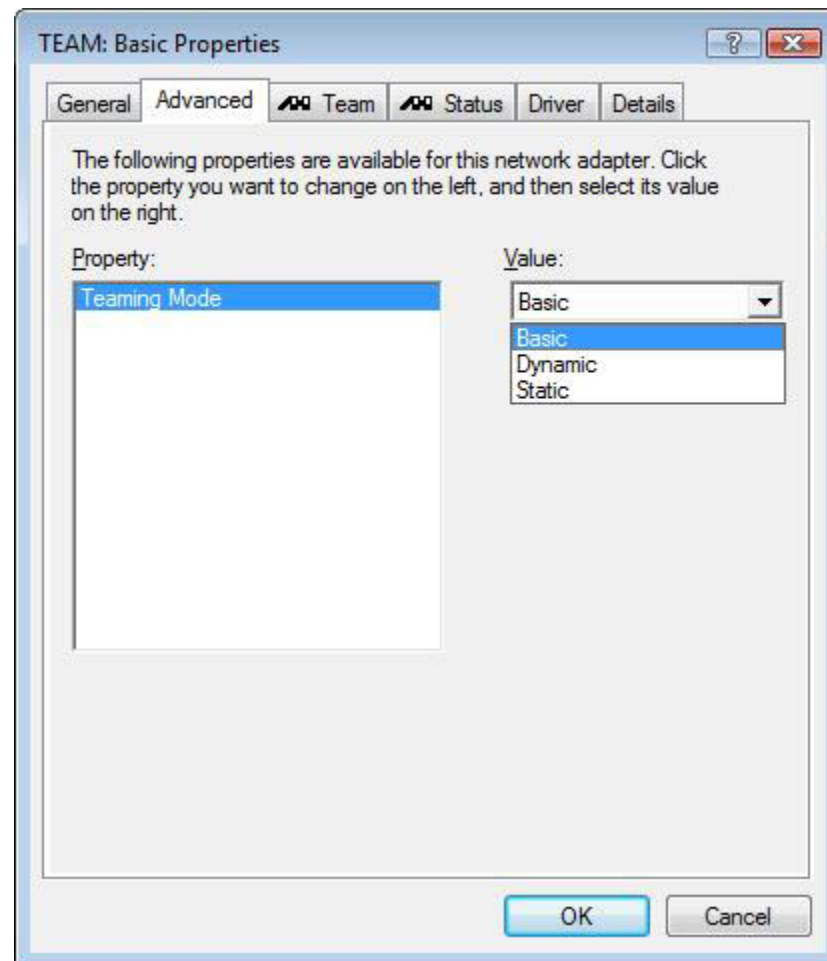 TEAM: Basic Properties
General Advanced Team Status Driver Details
The following properties are available for this network adapter. Click
the property you want to change on the left, and then select its value
on the right.
Property: Value:
Teaming Mode Basic
Basic
Dynamic
Static
OK Cancel